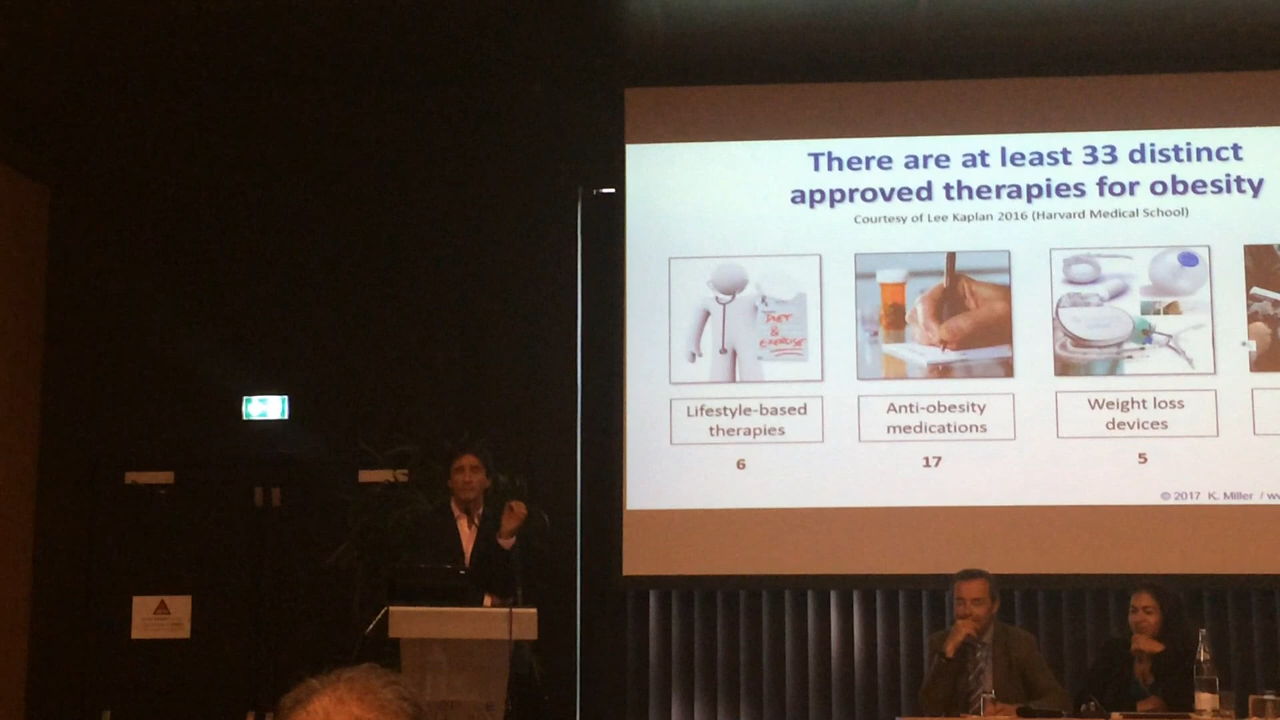 There are at least 33 distinct
approved therapies for obesity
Courtesy of Lee Kaplan 2016 (Harvard Medical School)
DIET
&
EXERCISE
Lifestyle-based
therapies
Anti-obesity
medications
Weight loss
devices
6
17
5
© 2017 K. Miller / ww